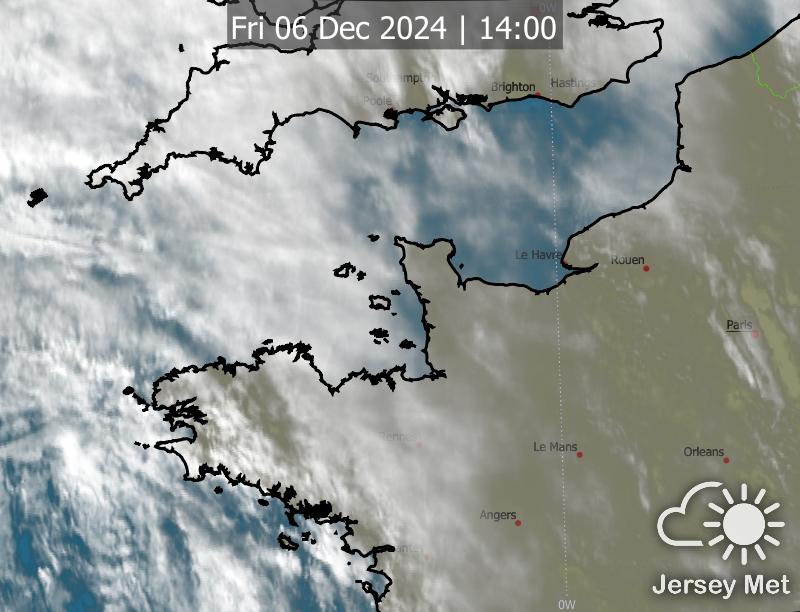 0W
Fri 06 Dec 2024 | 14:00
Southampton
Brighton
Hastings
Poole
Le Havre
Rouen
Paris
Rennes
Le Mans
Orleans
Angers
Jersey Met
0W